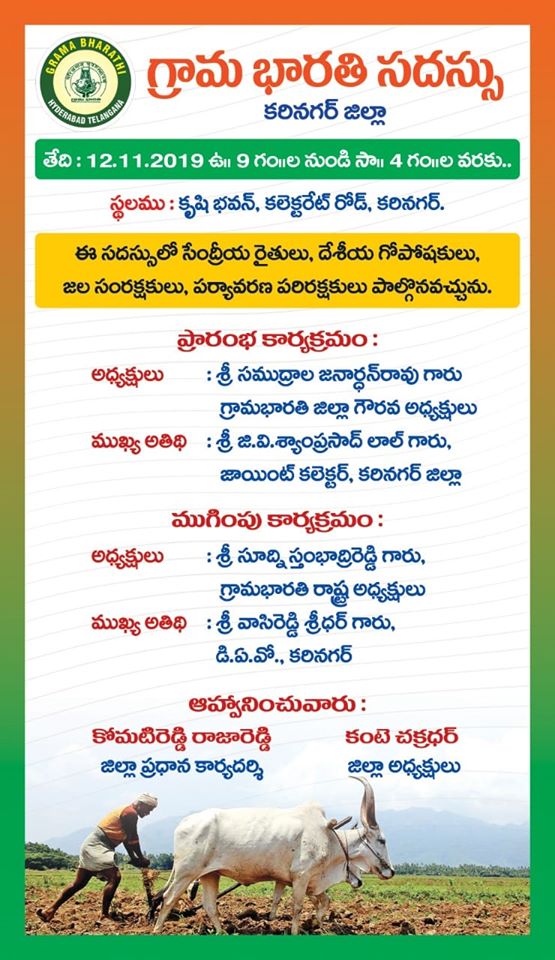 GRAMA BHARATHI
HYDERABAD TELANGANA
గ్రామ భారతి సదస్సు
కరినగర్ జిల్లా
తేది : 12.11.2019 ఉ॥ 9 గం॥ల నుండి సా॥ 4 గం॥ల వరకు..
స్థలము : కృషి భవన్, కలెక్టరేట్ రోడ్, కరినగర్.
ఈ సదస్సులో సేంద్రీయ రైతులు, దేశీయ గోపోషకులు,
జల సంరక్షకులు, పర్యావరణ పరిరక్షకులు పాల్గొనవచ్చును.
ప్రారంభ కార్యక్రమం :
అధ్యక్షులు : శ్రీ సముద్రాల జనార్ధన్‌రావు గారు
గ్రామభారతి జిల్లా గౌరవ అధ్యక్షులు
ముఖ్య అతిథి : శ్రీ జి.వి.శ్యాంప్రసాద్ లాల్ గారు,
జాయింట్ కలెక్టర్, కరినగర్ జిల్లా
ముగింపు కార్యక్రమం :
అధ్యక్షులు : శ్రీ సూద్ని స్తంభాద్రిరెడ్డి గారు,
గ్రామభారతి రాష్ట్ర అధ్యక్షులు
ముఖ్య అతిథి : శ్రీ వాసిరెడ్డి శ్రీధర్ గారు,
డి.ఏ.వో., కరినగర్
ఆహ్వానించువారు :
కోమటిరెడ్డి రాజారెడ్డి కంటె చక్రధర్
జిల్లా ప్రధాన కార్యదర్శి జిల్లా అధ్యక్షులు